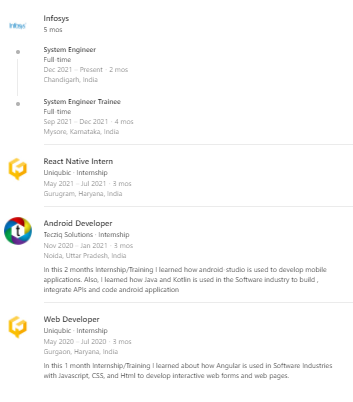 Infosys
Infosys
5 mos
System Engineer
Full-time
Dec 2021 - Present · 2 mos
Chandigarh, India
System Engineer Trainee
Full-time
Sep 2021 - Dec 2021 · 4 mos
Mysore, Karnataka, India
React Native Intern
Uniqubic · Internship
May 2021 - Jul 2021 · 3 mos
Gurugram, Haryana, India
t
Android Developer
Tecziq Solutions · Internship
Nov 2020 - Jan 2021 · 3 mos
Noida, Uttar Pradesh, India
In this 2 months Internship/Training I learned how android studio is used to develop mobile
applications. Also, I learned how Java and Kotlin is used in the Software industry to build ,
integrate APIs and code android application
Web Developer
Uniqubic · Internship
May 2020 - Jul 2020 · 3 mos
Gurgaon, Haryana, India
In this 1 month Internship/Training I learned about how Angular is used in Software Industries
with Javascript, CSS, and Html to develop interactive web forms and web pages.